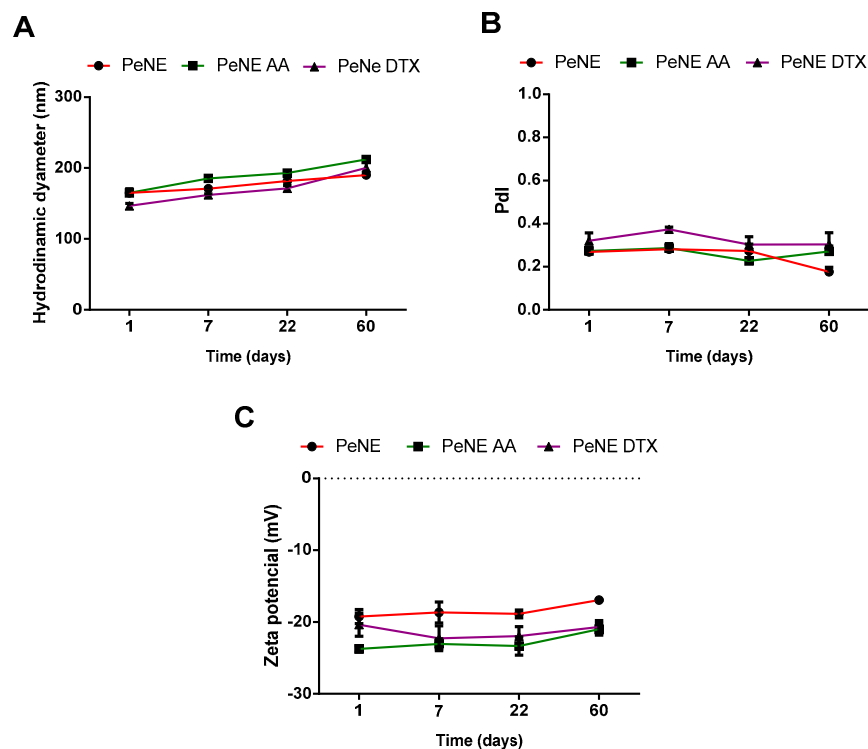 A
PeNE PeNE AA PeNe DTX
Hydrodinamic dyameter (nm)
300
200
100
0
1 7 22 60
Time (days)
B
PeNE PeNE AA PeNE DTX
PdI
1.0
0.8
0.6
0.4
0.2
0.0
1 7 22 60
Time (days)
C
PeNE PeNE AA PeNE DTX
Zeta potencial (mV)
0
-10
-20
-30
1 7 22 60
Time (days)